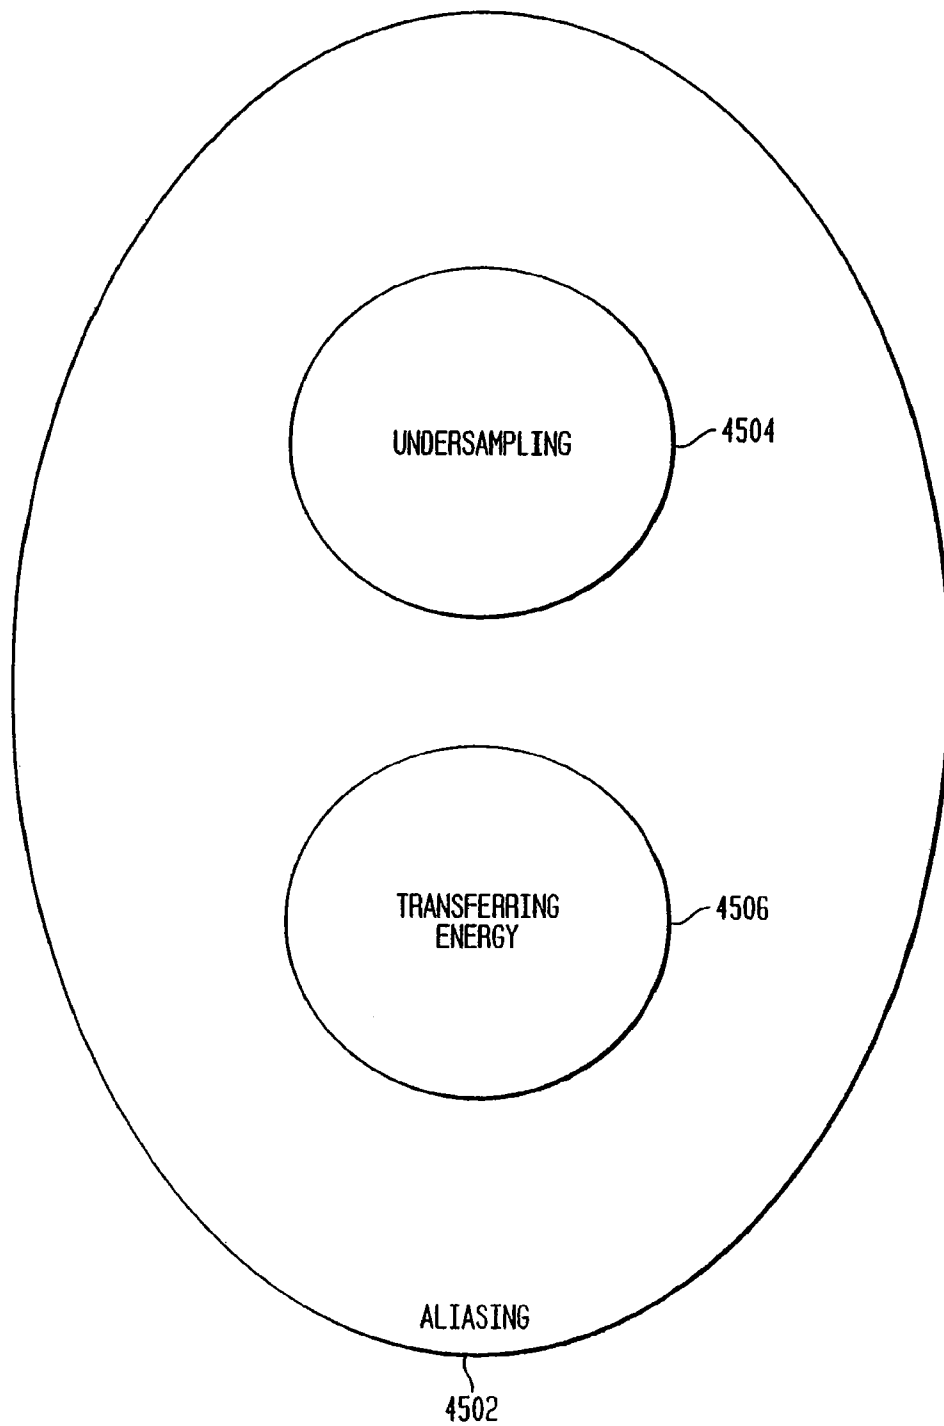 UNDERSAMPLING
4504
TRANSFERRING
ENERGY
4506
ALIASING
4502